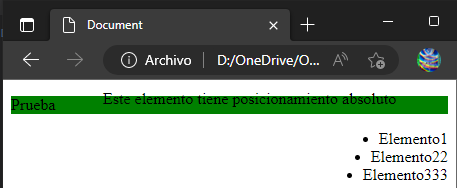 Document
Archivo D:/OneDrive/O...
Prueba Este elemento tiene posicionamiento absoluto
Elemento1
Elemento22
Elemento333